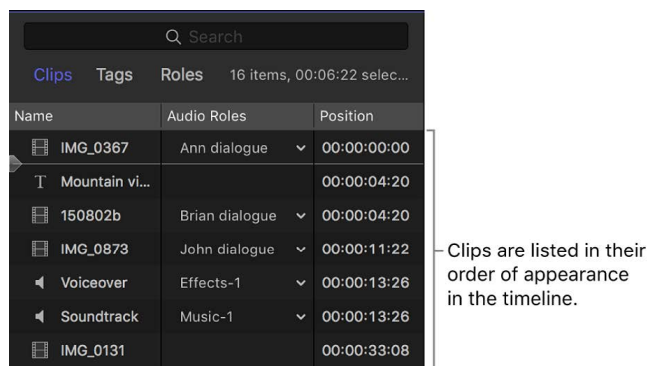 Search
Clips Tags Roles 16 items, 00:06:22 selec...
Name Audio Roles Position
IMG_0367 Ann dialogue 00:00:00:00
T Mountain vi... 00:00:04:20
150802b Brian dialogue 00:00:04:20
IMG_0873 John dialogue 00:00:11:22
Voiceover Effects-1 00:00:13:26
Soundtrack Music-1 00:00:13:26
IMG_0131 00:00:33:08
Clips are listed in their
order of appearance
in the timeline.